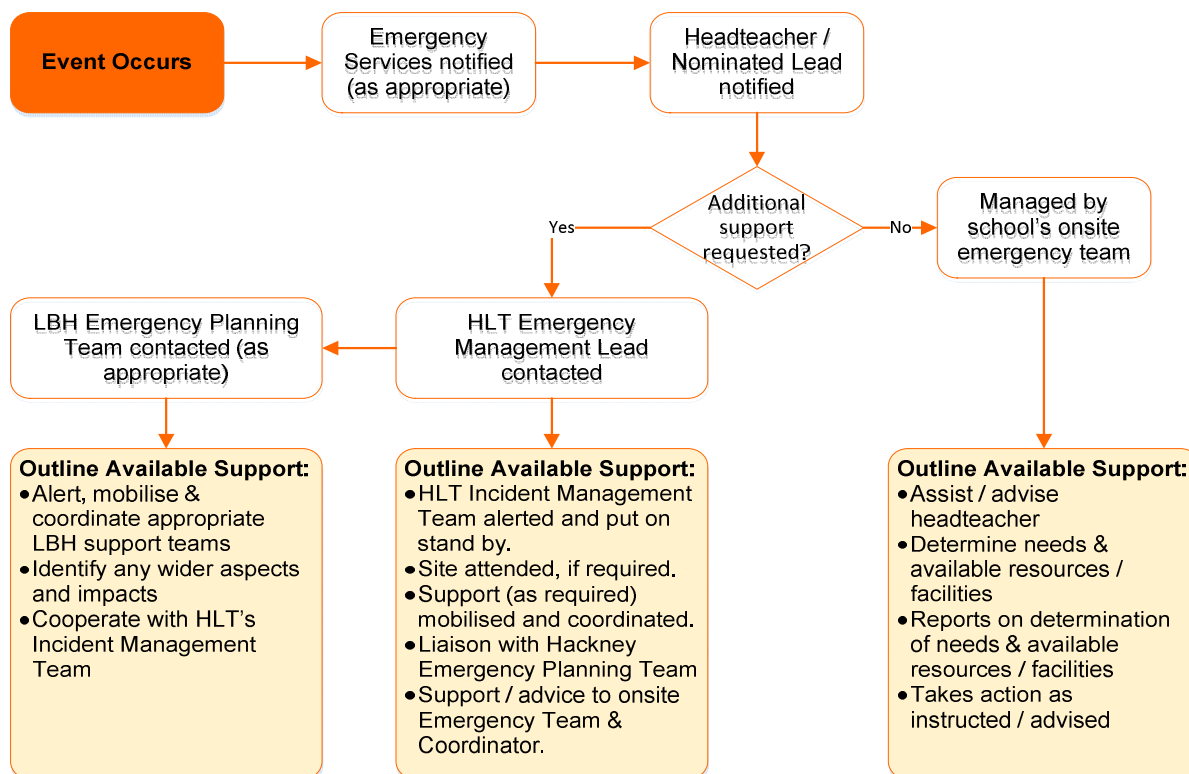 Event Occurs
Emergency
Services notified
(as appropriate)
Headteacher /
Nominated Lead
notified
Additional
support
requested?
Yes
No
Managed by
school's onsite
emergency team
LBH Emergency Planning
Team contacted (as
appropriate)
HLT Emergency
Management Lead
contacted
Outline Available Support:
•Alert, mobilise &
coordinate appropriate
LBH support teams
•Identify any wider aspects
and impacts
•Cooperate with HLT's
Incident Management
Team
Outline Available Support:
•HLT Incident Management
Team alerted and put on
stand by.
•Site attended, if required.
•Support (as required)
mobilised and coordinated.
•Liaison with Hackney
Emergency Planning Team
•Support / advice to onsite
Emergency Team &
Coordinator.
Outline Available Support:
•Assist / advise
headteacher
•Determine needs &
available resources /
facilities
•Reports on determination
of needs & available
resources / facilities
•Takes action as
instructed / advised